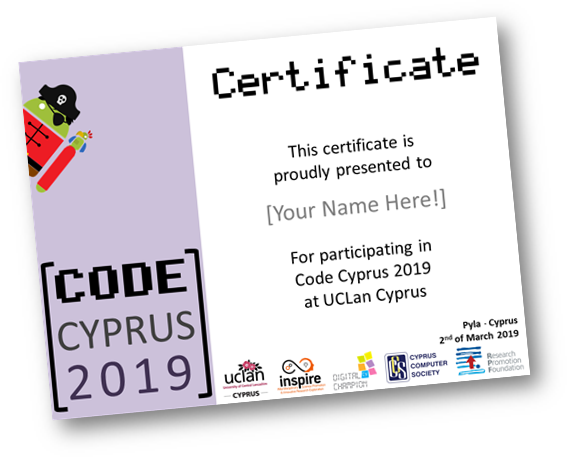 Certificate
This certificate is
proudly presented to
[Your Name Here!]
For participating in
Code Cyprus 2019
at UCLan Cyprus
Pyla - Cyprus
2nd of March 2019
[CODE
CYPRUS
2019]
uclan
University of Central Lancashire
CYPRUS
inspire
DIGITAL
CHAMPION
CCS
CYPRUS
COMPUTER
SOCIETY
Research
Promotion
Foundation